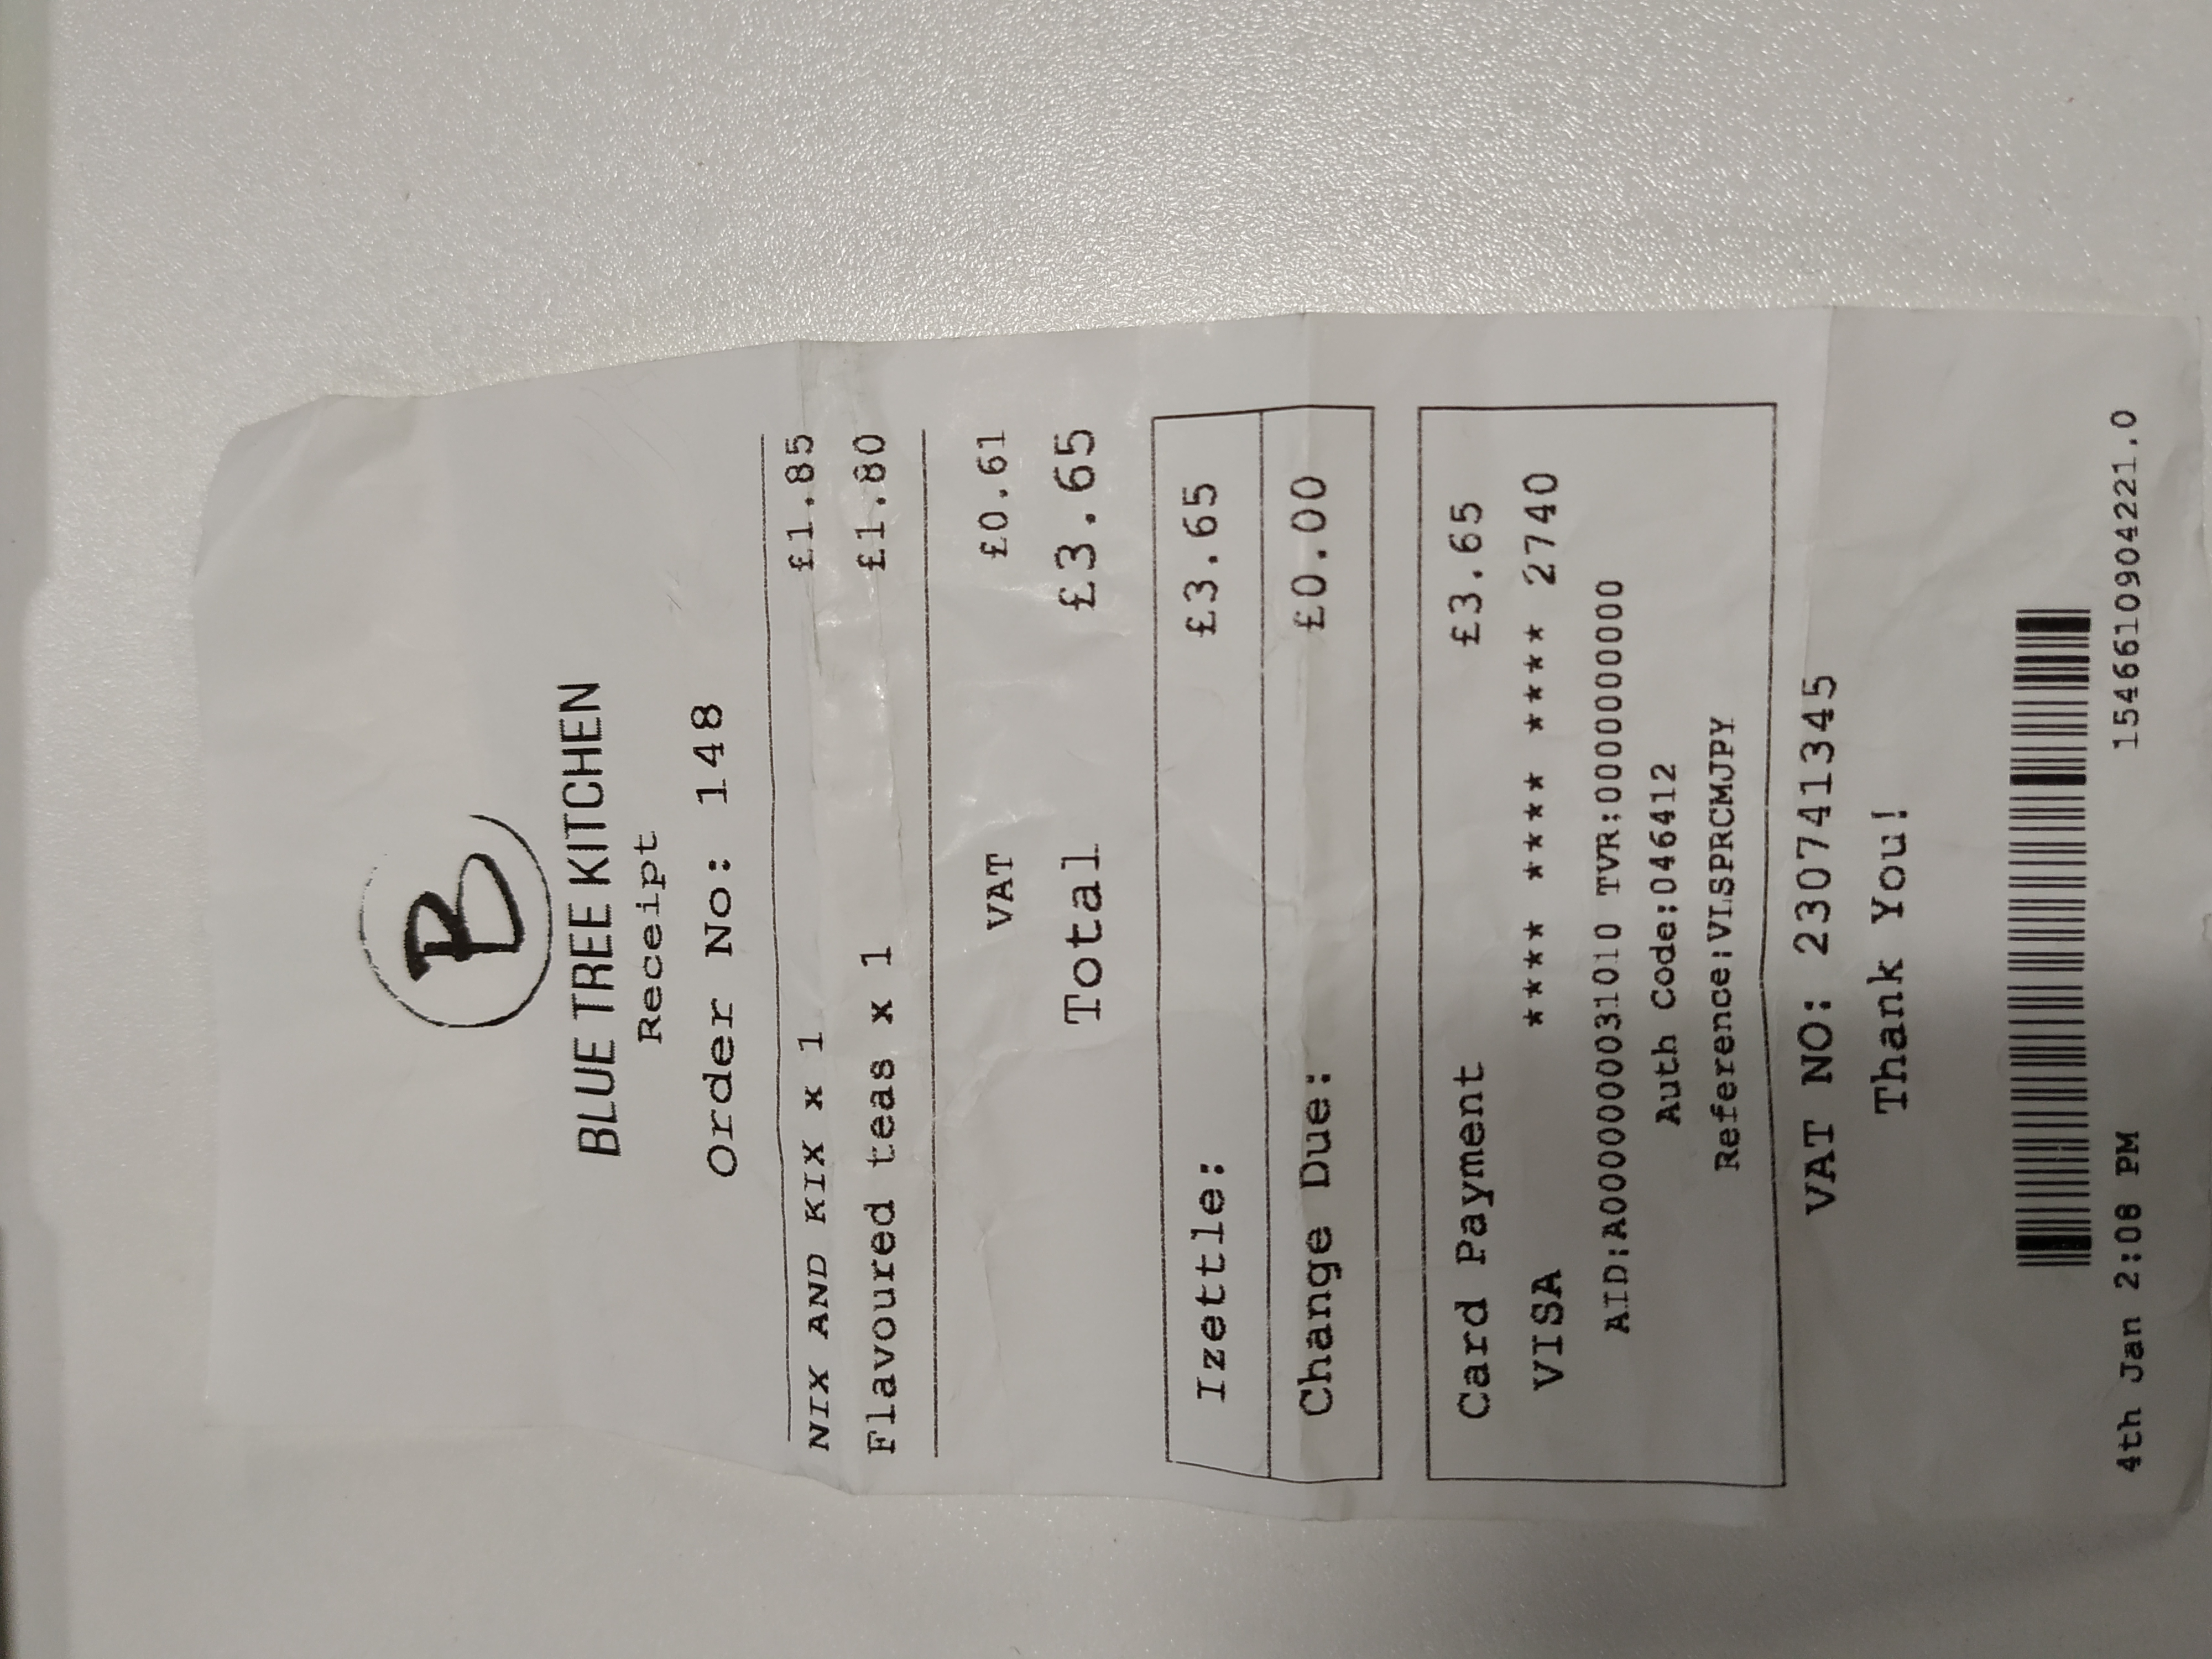 B
BLUE TREE KITCHEN
Receipt
Order No: 148
NIX AND KIX x 1 £1.85
Flavoured teas x 1 £1.80
VAT £0.61
Total £3.65
Izettle: £3.65
Change Due: £0.00
Card Payment £3.65
VISA **** **** **** 2740
AID:A0000000031010 TVR:0000000000
Auth Code:046412
Reference:VLSPRCMJPY
VAT NO: 230741345
Thank You!
4th Jan 2:08 PM 1546610904221.0